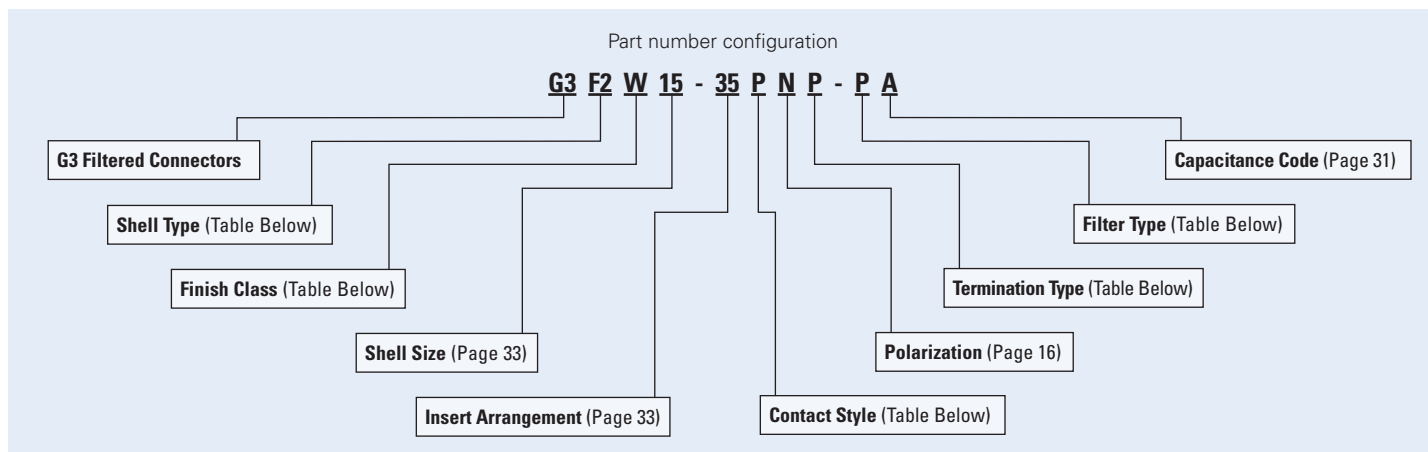 Part number configuration
G3 F2 W 15 - 35 P N P - P A
G3 Filtered Connectors
Capacitance Code (Page 31)
Shell Type (Table Below)
Filter Type (Table Below)
Finish Class (Table Below)
Termination Type (Table Below)
Shell Size (Page 33)
Polarization (Page 16)
Insert Arrangement (Page 33)
Contact Style (Table Below)